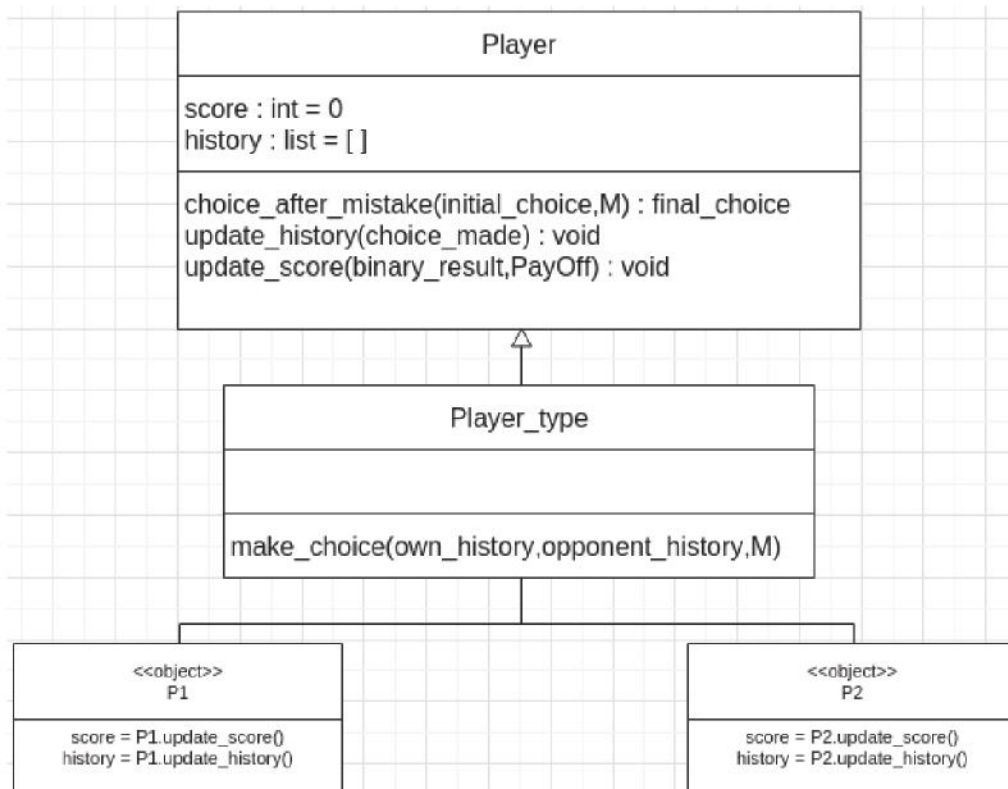 Player
score : int = 0
history : list = [ ]
choice_after_mistake(initial_choice,M) : final_choice
update_history(choice_made) : void
update_score(binary_result,PayOff) : void
Player_type
make_choice(own_history,opponent_history,M)
<<object>>
P1
score = P1.update_score()
history = P1.update_history()
<<object>>
P2
score = P2.update_score()
history = P2.update_history()